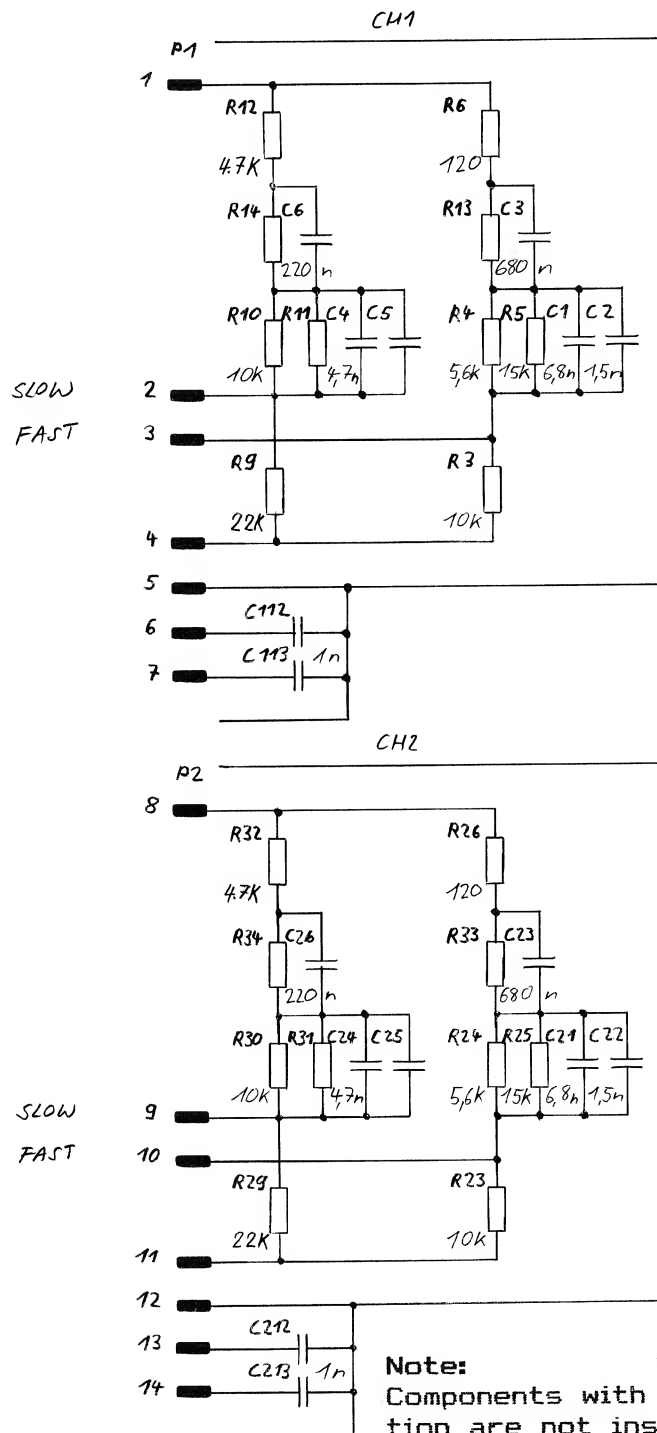 CH1
P1
1
R12 R6
4.7K 120
R14 C6 R13 C3
220 n 680 n
R10 R11 C4 C5 R4 R5 C1 C2
10k 4,7n 5,6k 15k 6,8n 1,5n
SLOW 2
FAST 3
R9 R3
22K 10k
4
5
C112
6
C113 1n
7
CH2
P2
8
R32 R26
4.7K 120
R34 C26 R33 C23
220 n 680 n
R30 R31 C24 C25 R24 R25 C21 C22
10K 4,7n 5,6K 15k 6,8n 1,5n
SLOW 9
FAST 10
R29 R23
22K 10k
11
12
C212
13
C213 1n
14
Note:
Components with
tion are not ins